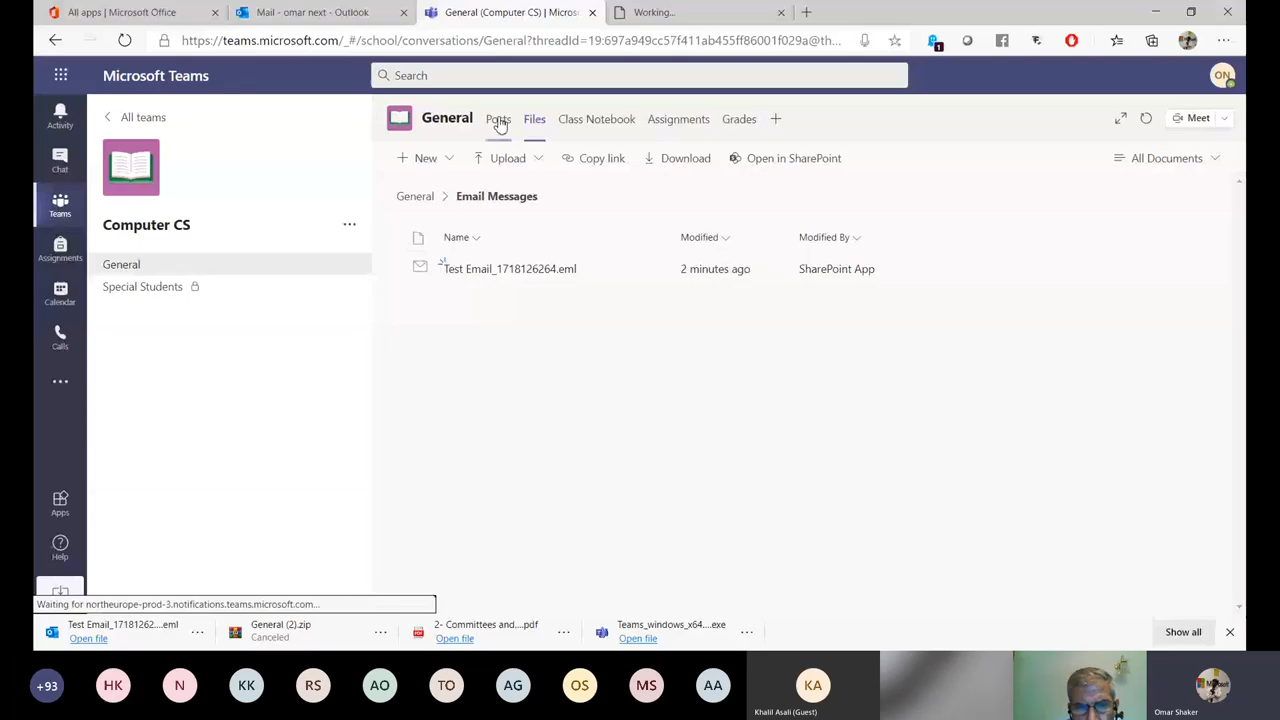 All apps | Microsoft Office
Mail - omar next - Outlook
General (Computer CS) | Micros
Working...
https://teams.microsoft.com/_#/school/conversations/General?threadId=19:697a949cc57f411ab455ff86001f029a@th...
1
Microsoft Teams
Search
ON
Activity
Chat
Teams
Assignments
Calendar
Calls
Apps
Help
All teams
Computer CS
General
Special Students
General
Posts
Files
Class Notebook
Assignments
Grades
Meet
New
Upload
Copy link
Download
Open in SharePoint
All Documents
General > Email Messages
Name
Modified
Modified By
Test Email_1718126264.eml
2 minutes ago
SharePoint App
Waiting for northeurope-prod-3.notifications.teams.microsoft.com...
Test Email_17181262....eml
Open file
General (2).zip
Canceled
2- Committees and....pdf
Open file
Teams_windows_x64....exe
Open file
Show all
+93
HK
N
KK
RS
AO
TO
AG
OS
MS
AA
KA
Khalil Asali (Guest)
Omar Shaker